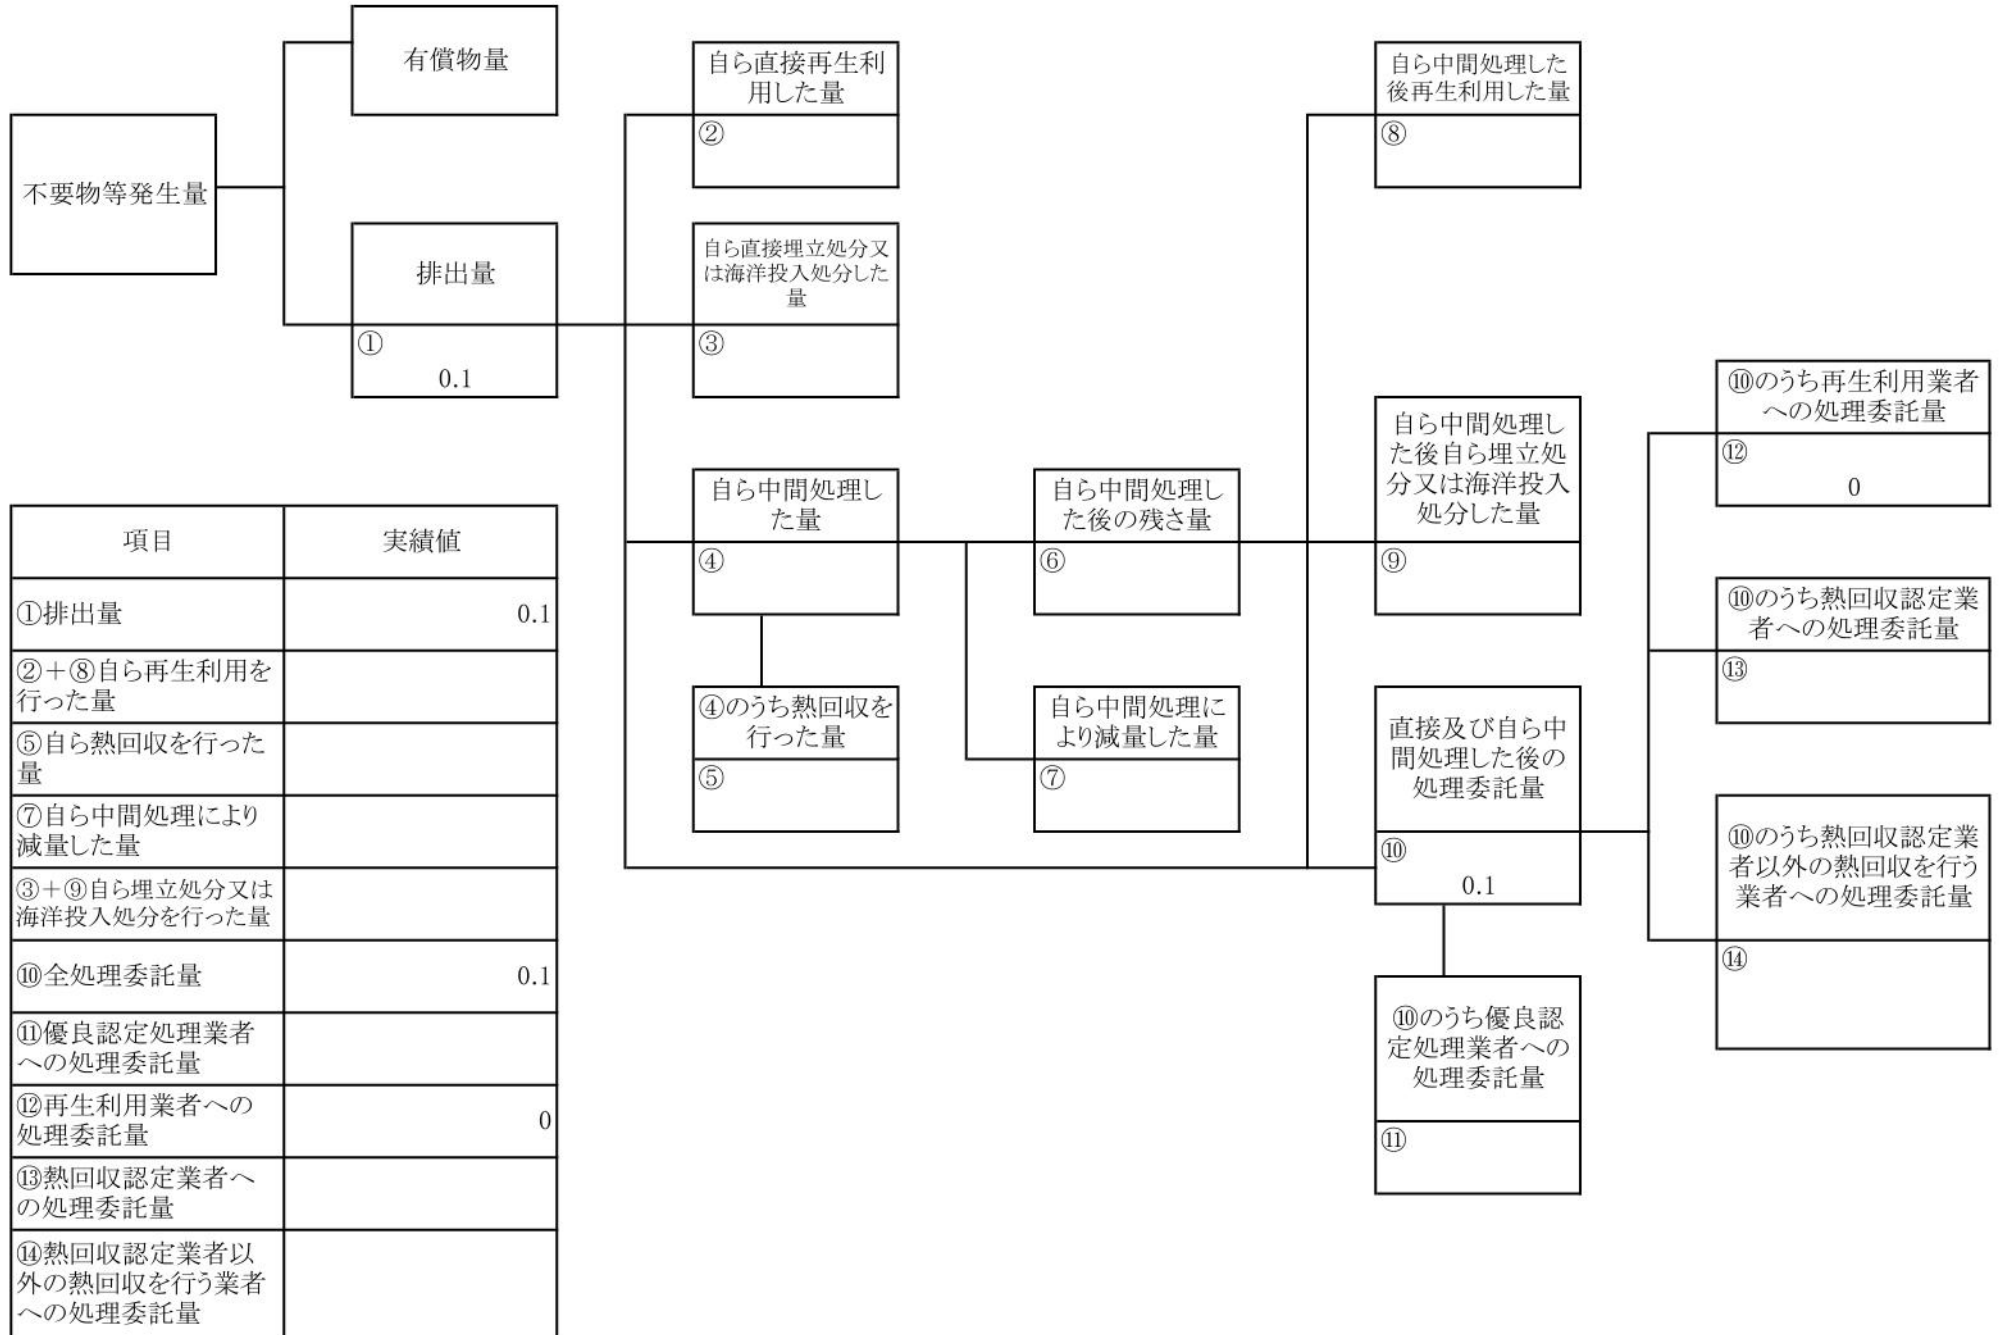 有償物量
不要物等発生量
排出量
①
0.1
自ら直接再生利
用した量
②
自ら直接埋立処分又
は海洋投入処分した
量
③
自ら中間処理し
た量
④
④のうち熱回収を
行った量
⑤
自ら中間処理し
た後の残さ量
⑥
自ら中間処理に
より減量した量
⑦
自ら中間処理した
後再生利用した量
⑧
自ら中間処理し
た後自ら埋立処
分又は海洋投入
処分した量
⑨
直接及び自ら中
間処理した後の
処理委託量
⑩
0.1
⑩のうち優良認
定処理業者への
処理委託量
⑪
⑩のうち再生利用業者
への処理委託量
⑫
0
⑩のうち熱回収認定業
者への処理委託量
⑬
⑩のうち熱回収認定業
者以外の熱回収を行う
業者への処理委託量
⑭
項目 実績値
①排出量 0.1
②＋⑧自ら再生利用を
行った量
⑤自ら熱回収を行った
量
⑦自ら中間処理により
減量した量
③＋⑨自ら埋立処分又は
海洋投入処分を行った量
⑩全処理委託量 0.1
⑪優良認定処理業者
への処理委託量
⑫再生利用業者への
処理委託量 0
⑬熱回収認定業者へ
の処理委託量
⑭熱回収認定業者以
外の熱回収を行う業者
への処理委託量